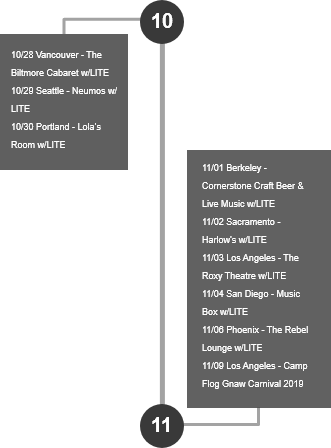 10
10/28 Vancouver - The
Biltmore Cabaret w/LITE
10/29 Seattle - Neumos w/
LITE
10/30 Portland - Lola's
Room w/LITE
11/01 Berkeley -
Cornerstone Craft Beer &
Live Music w/LITE
11/02 Sacramento -
Harlow's w/LITE
11/03 Los Angeles - The
Roxy Theatre w/LITE
11/04 San Diego - Music
Box w/LITE
11/06 Phoenix - The Rebel
Lounge w/LITE
11/09 Los Angeles - Camp
Flog Gnaw Carnival 2019
11